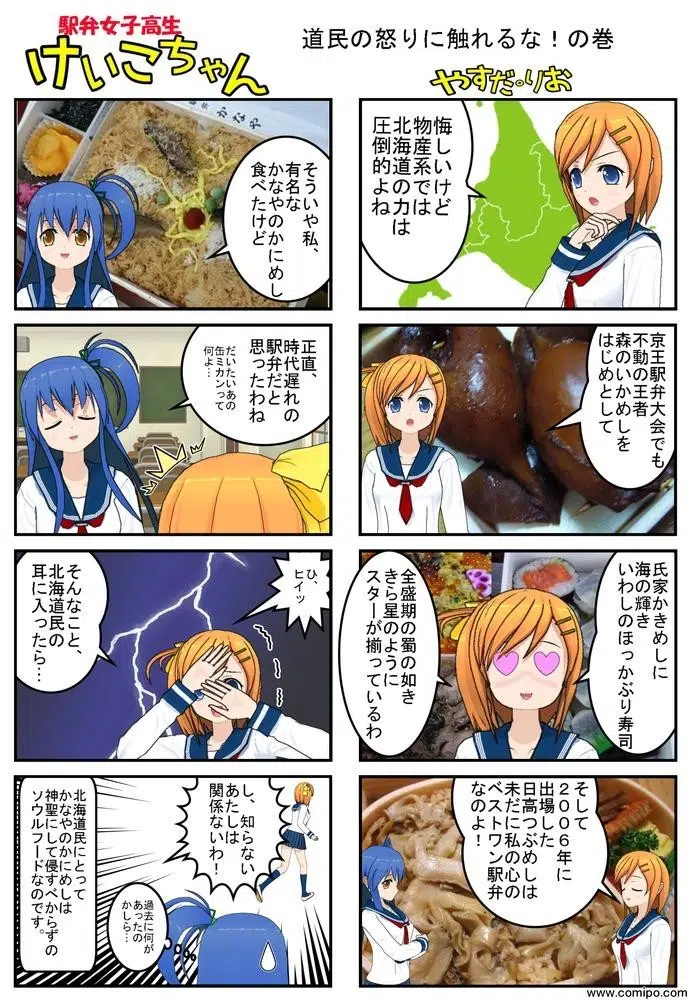 駅弁女子高生
けいこちゃん
道民の怒りに触れるな！の巻
やすだ・りお
悔しいけど
物産系では
北海道の力は
圧倒的よね
京王駅弁大会でも
不動の王者
森のいかめしを
はじめとして
氏家かきめしに
海の輝き
いわしのほっかぶり寿司
全盛期の蜀の如き
きら星のように
スターが揃っているわ
そして
２００６年に
出場した
日高つぶめしは
未だに私の心の
ベストワン駅弁
なのよ！
そういや私、
有名な
かなやのかにめし
食べたけど
正直、
時代遅れの
駅弁だと
思ったわね
だいたいあの
缶ミカンって
何よ…
ひ、
ヒイッ
そんなこと、
北海道民の
耳に入ったら…
し、知らない
あたしは
関係ないわ！
過去に何が
あったの
かしら…
北海道民にとって
かなやのかにめしは
神聖にして侵すべからずの
ソウルフードなのです。
www.comipo.com